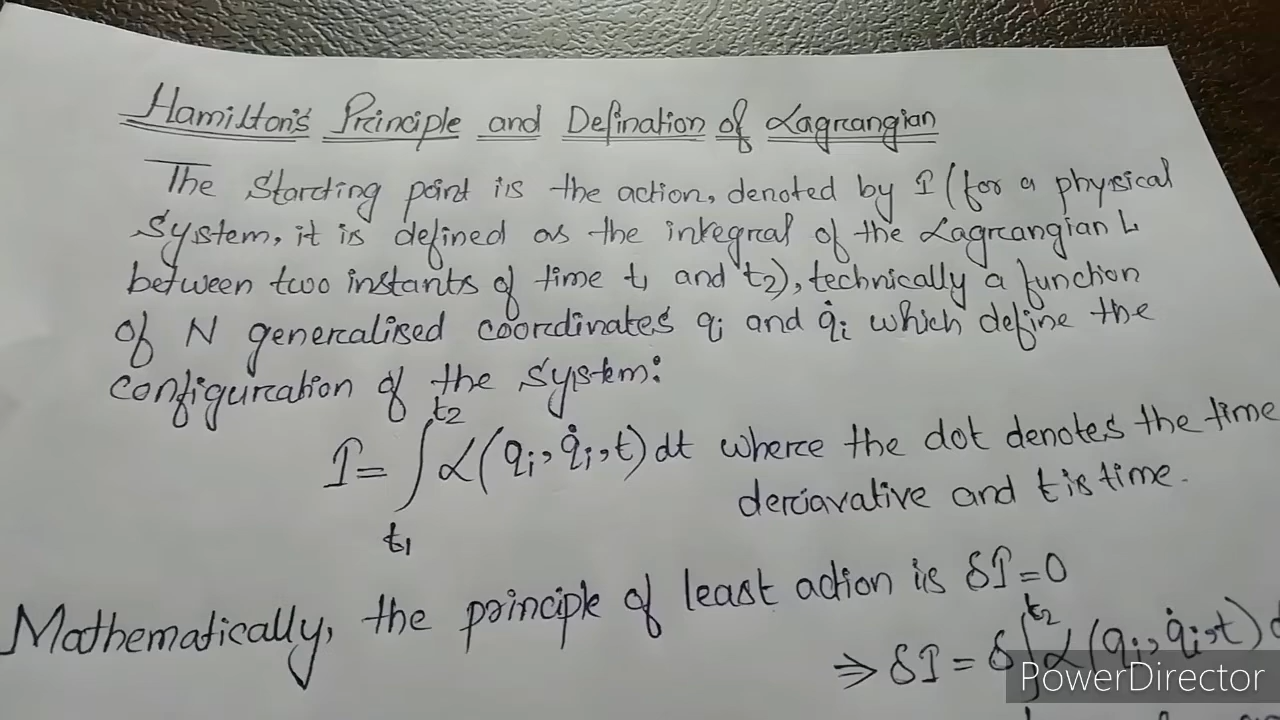 Hamilton's Principle and Defination of Lagrangian
The Starting point is the action, denoted by I (for a physical
System, it is defined as the integral of the Lagrangian L
between two instants of time t₁ and t₂), technically a function
of N generalised coordinates qᵢ and q̇ᵢ which define the
configuration of the System:
I = ∫_{t₁}^{t₂} L(qᵢ, q̇ᵢ, t) dt where the dot denotes the time
deriavative and t is time.
Mathematically, the principle of least action is δI = 0
⇒ δI = δ∫^{t₂} L(qᵢ, q̇ᵢ, t)
PowerDirector